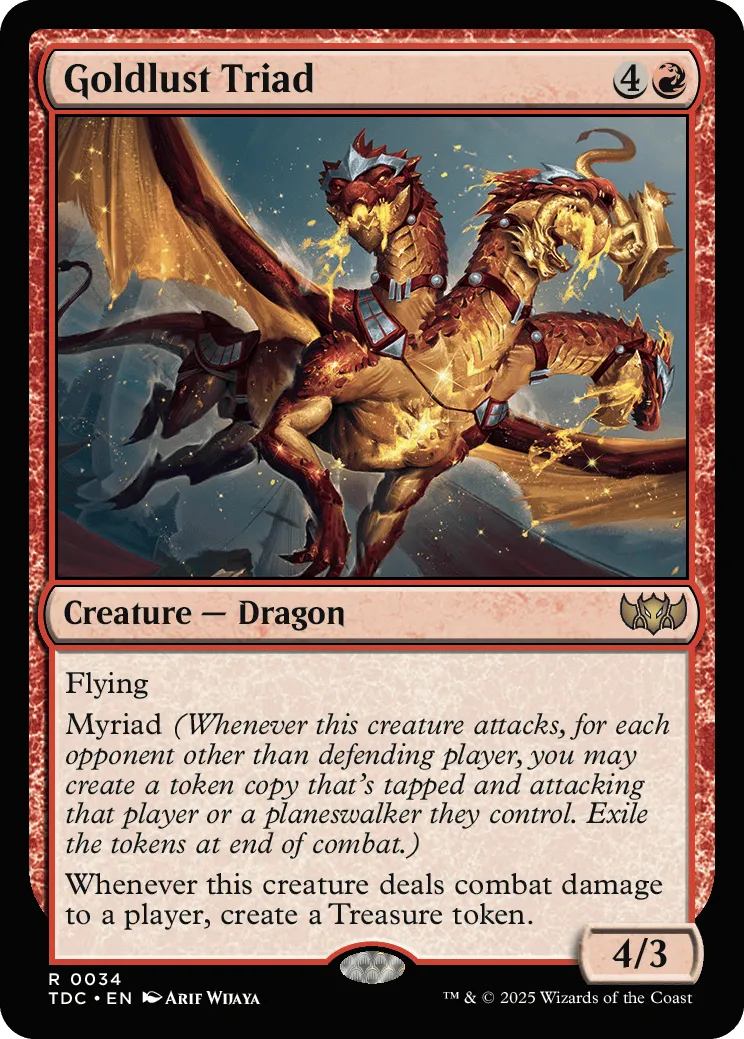 Goldlust Triad 4
Creature — Dragon
Flying
Myriad (Whenever this creature attacks, for each
opponent other than defending player, you may
create a token copy that's tapped and attacking
that player or a planeswalker they control. Exile
the tokens at end of combat.)
Whenever this creature deals combat damage
to a player, create a Treasure token.
4/3
R 0034
TDC • EN Arif Wijaya
™ & © 2025 Wizards of the Coast